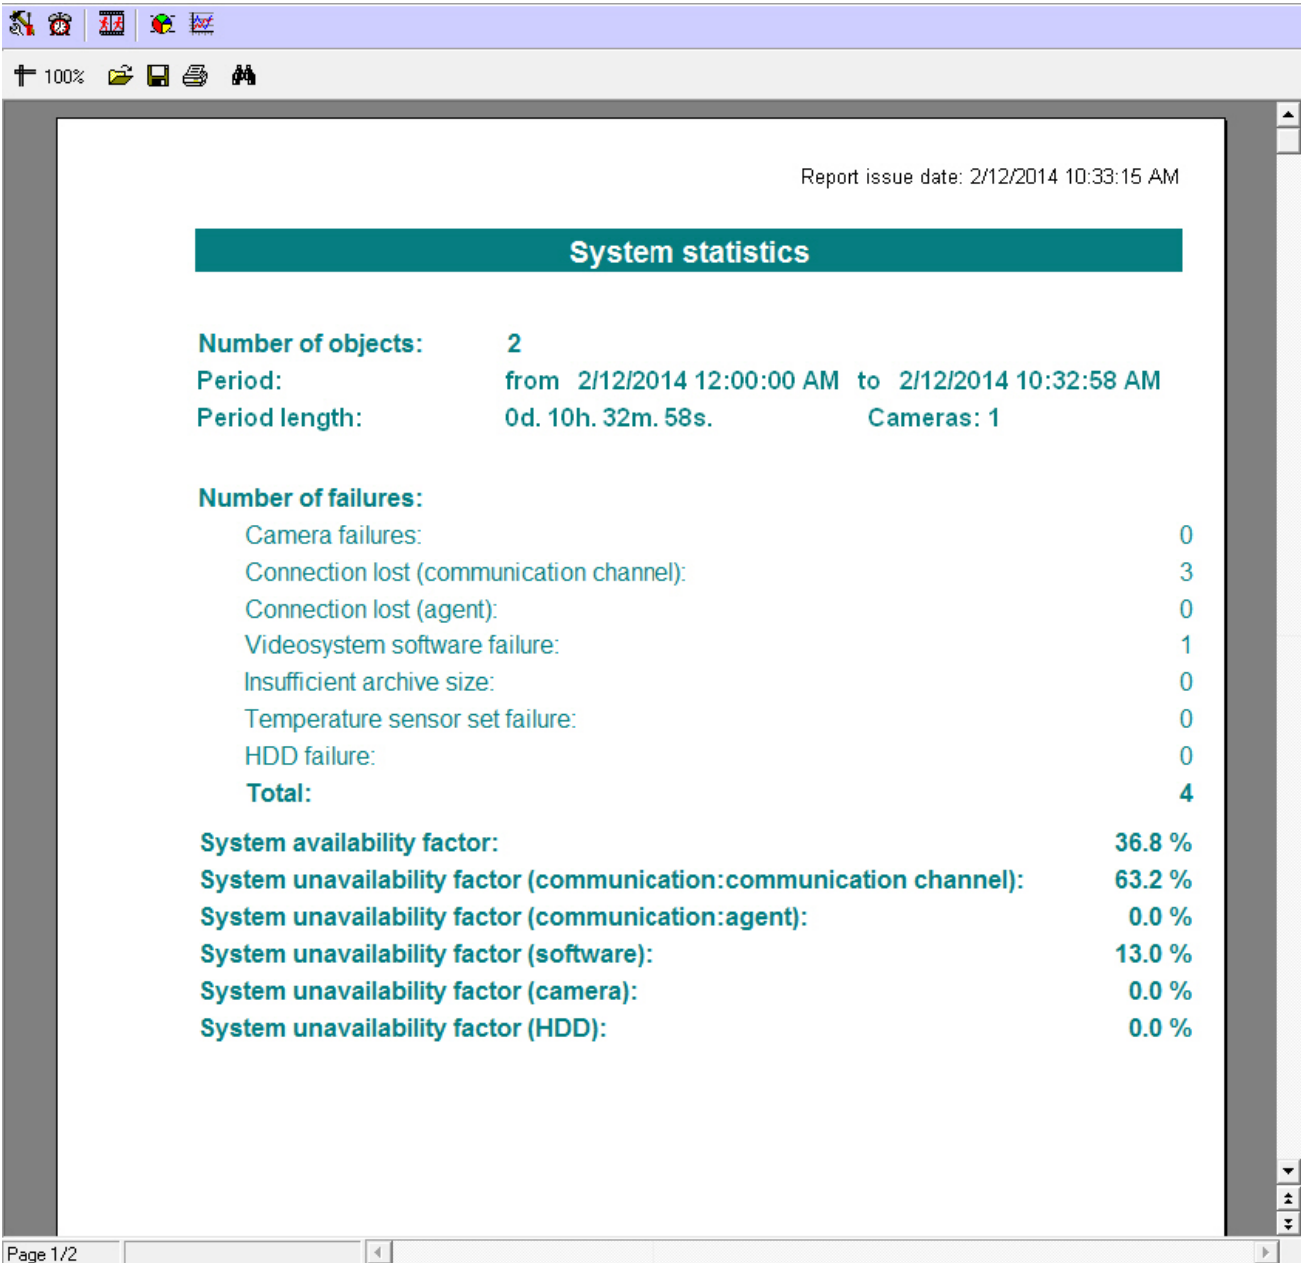 100%
Report issue date: 2/12/2014 10:33:15 AM
System statistics
Number of objects: 2
Period: from 2/12/2014 12:00:00 AM to 2/12/2014 10:32:58 AM
Period length: 0d. 10h. 32m. 58s. Cameras: 1
Number of failures:
Camera failures: 0
Connection lost (communication channel): 3
Connection lost (agent): 0
Videosystem software failure: 1
Insufficient archive size: 0
Temperature sensor set failure: 0
HDD failure: 0
Total: 4
System availability factor: 36.8 %
System unavailability factor (communication:communication channel): 63.2 %
System unavailability factor (communication:agent): 0.0 %
System unavailability factor (software): 13.0 %
System unavailability factor (camera): 0.0 %
System unavailability factor (HDD): 0.0 %
Page 1/2